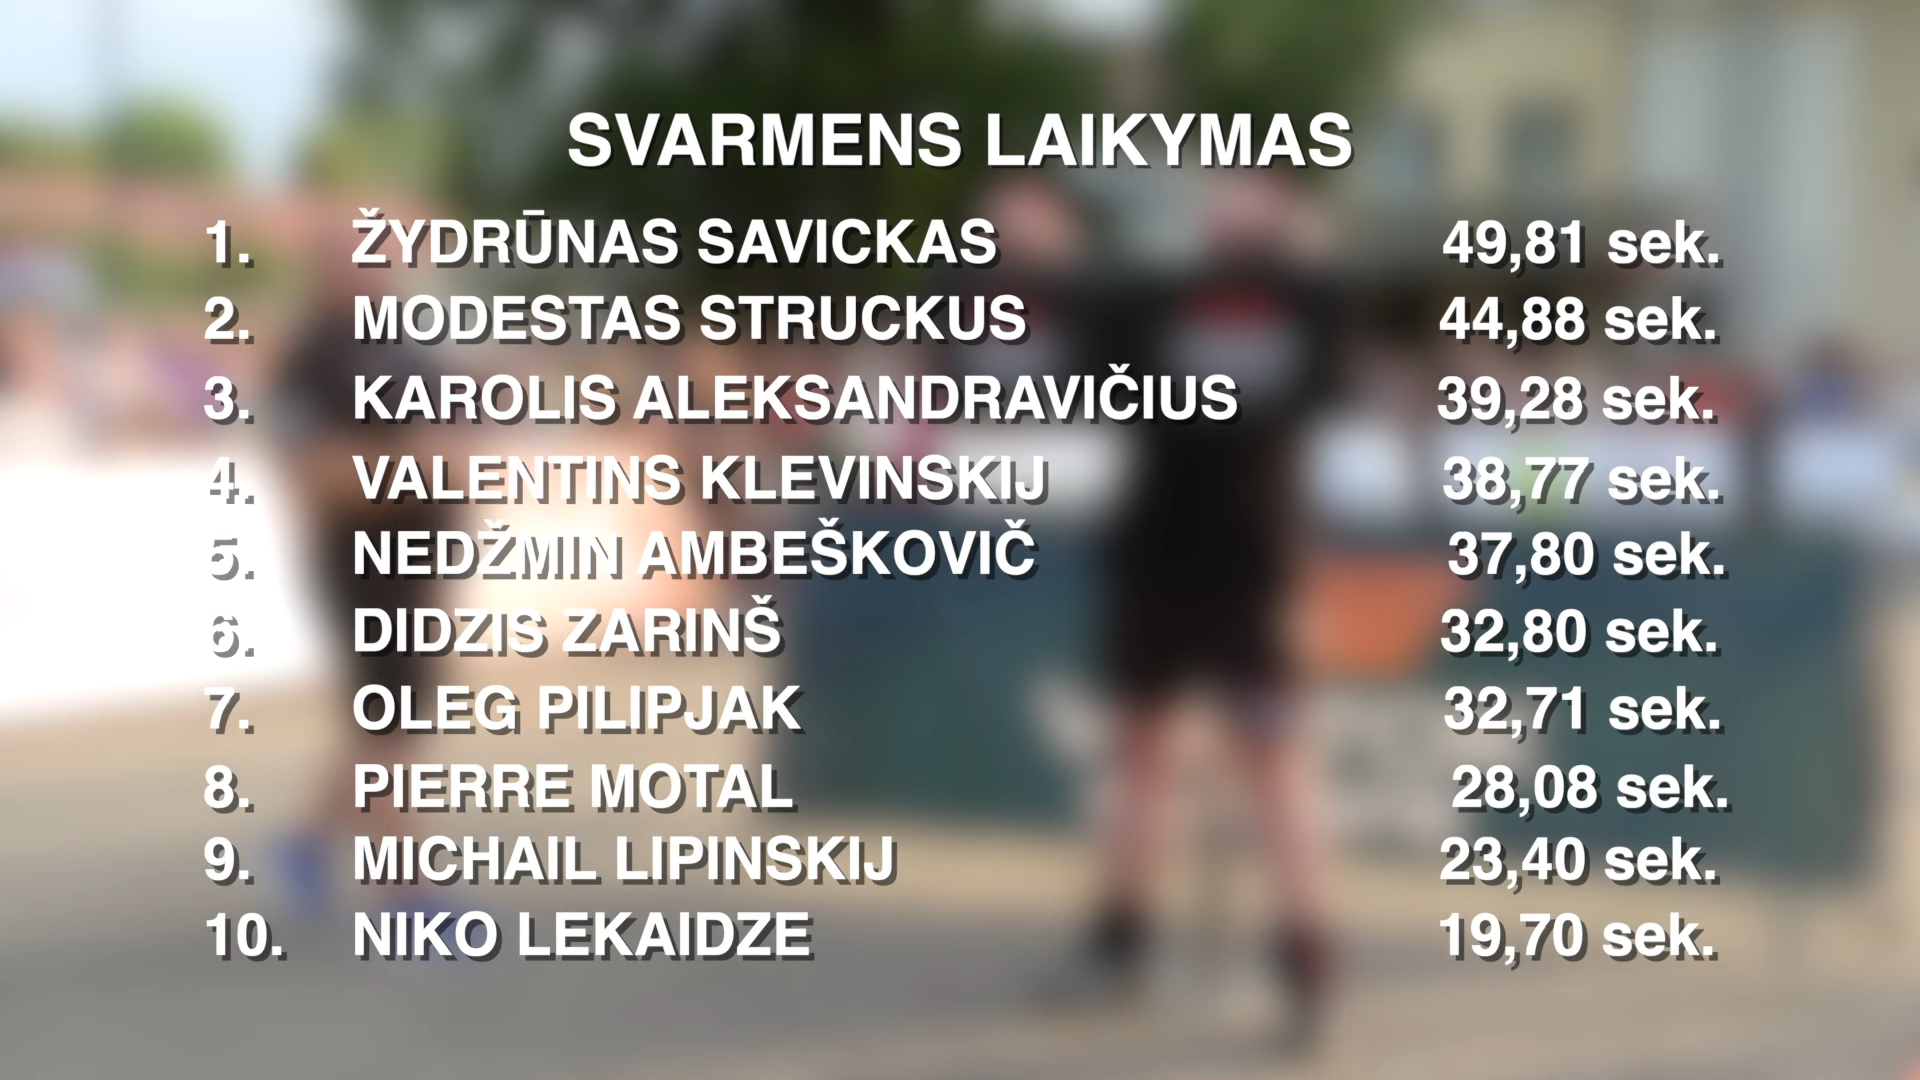 SVARMENS LAIKYMAS
1. ŽYDRŪNAS SAVICKAS 49,81 sek.
2. MODESTAS STRUCKUS 44,88 sek.
3. KAROLIS ALEKSANDRAVIČIUS 39,28 sek.
4. VALENTINS KLEVINSKIJ 38,77 sek.
5. NEDŽMIN AMBEŠKOVIČ 37,80 sek.
6. DIDZIS ZARINŠ 32,80 sek.
7. OLEG PILIPJAK 32,71 sek.
8. PIERRE MOTAL 28,08 sek.
9. MICHAIL LIPINSKIJ 23,40 sek.
10. NIKO LEKAIDZE 19,70 sek.